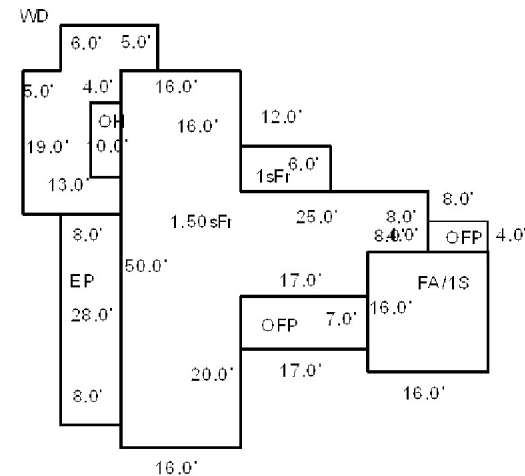 WD
6.0' 5.0'
5.0' 4.0' 16.0'
OH 16.0' 12.0'
19.0' 10.0'
6.0'
13.0' 1sFr
8.0'
8.0' 1.50sFr 25.0' 8.0'
8.0' 4.0' OFP 4.0'
50.0'
EP 17.0' FA/1S
28.0' OFP 7.0' 16.0'
20.0' 17.0'
8.0' 16.0'
16.0'